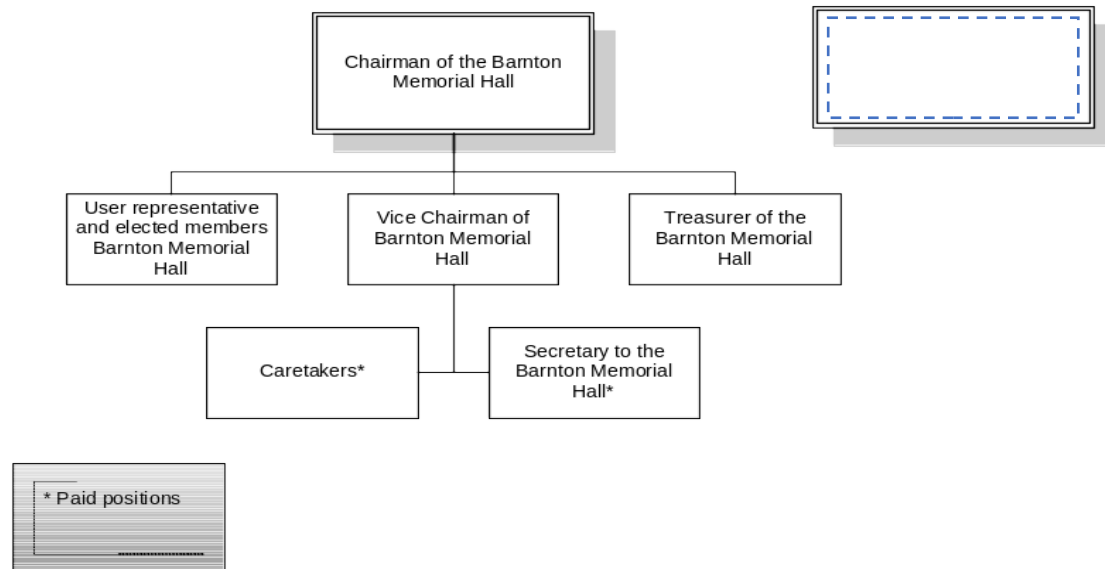 Chairman of the Barnton
Memorial Hall
User representative
and elected members
Barnton Memorial
Hall
Vice Chairman of
Barnton Memorial
Hall
Treasurer of the
Barnton Memorial
Hall
Caretakers*
Secretary to the
Barnton Memorial
Hall*
* Paid positions